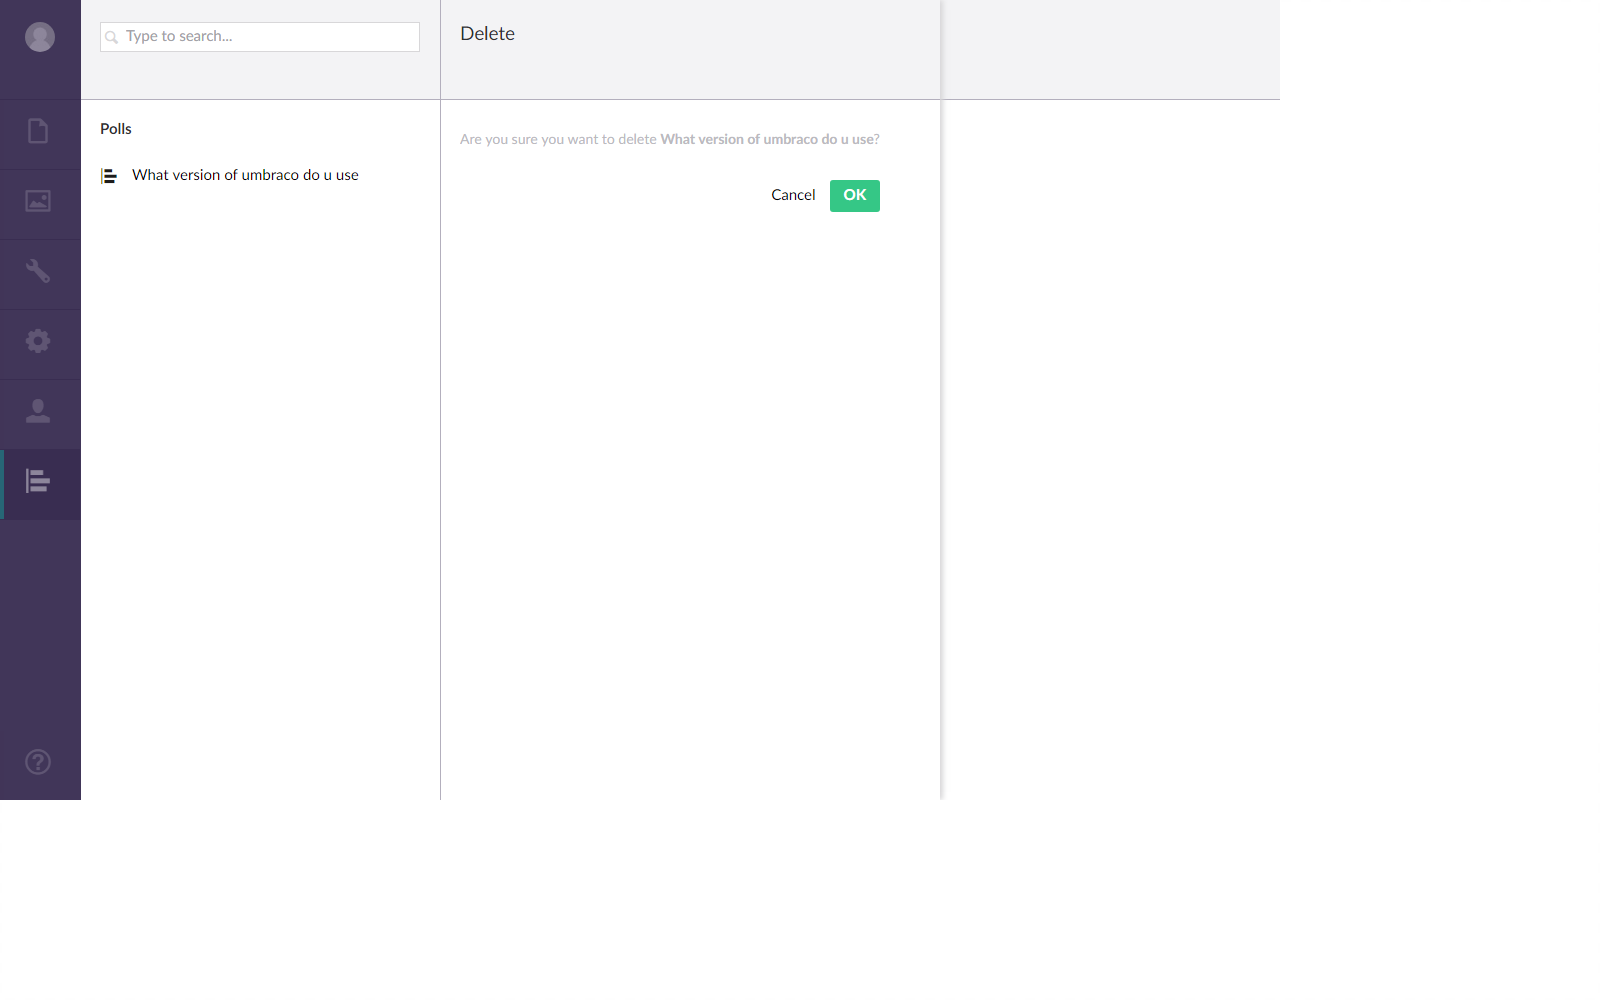 Type to search...
Delete
Polls
Are you sure you want to delete What version of umbraco do u use?
What version of umbraco do u use
Cancel OK